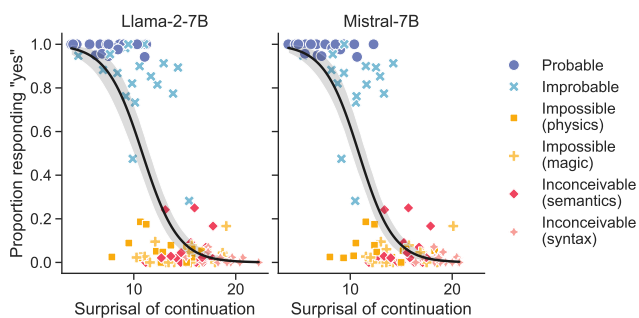 Llama-2-7B
Mistral-7B
Proportion responding "yes"
1.0
0.8
0.6
0.4
0.2
0.0
10
20
10
20
Surprisal of continuation
Surprisal of continuation
Probable
Improbable
Impossible
(physics)
Impossible
(magic)
Inconceivable
(semantics)
Inconceivable
(syntax)